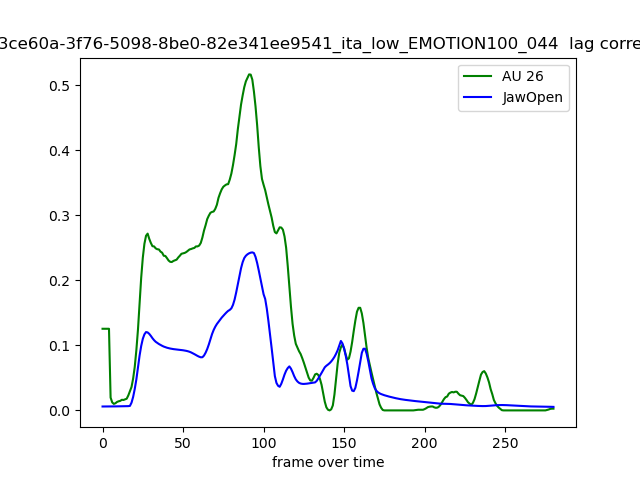 3ce60a-3f76-5098-8be0-82e341ee9541_ita_low_EMOTION100_044 lag corre
AU 26
JawOpen
0.5
0.4
0.3
0.2
0.1
0.0
0 50 100 150 200 250
frame over time